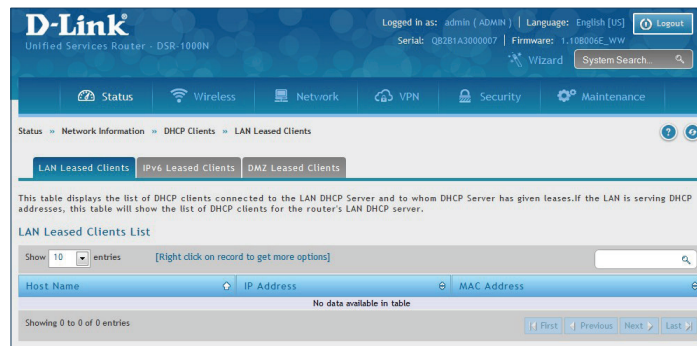 D-Link
Unified Services Router - DSR-1000N
Logged in as: admin ( ADMIN ) | Language: English [US]
Logout
Serial: QB2B1A3000007 | Firmware: 1.10B006E_WW
Wizard
System Search...
Status
Wireless
Network
VPN
Security
Maintenance
Status » Network Information » DHCP Clients » LAN Leased Clients
LAN Leased Clients
IPv6 Leased Clients
DMZ Leased Clients
This table displays the list of DHCP clients connected to the LAN DHCP Server and to whom DHCP Server has given leases.If the LAN is serving DHCP
addresses, this table will show the list of DHCP clients for the router's LAN DHCP server.
LAN Leased Clients List
Show 10 entries
[Right click on record to get more options]
Host Name
IP Address
MAC Address
No data available in table
Showing 0 to 0 of 0 entries
First
Previous
Next
Last